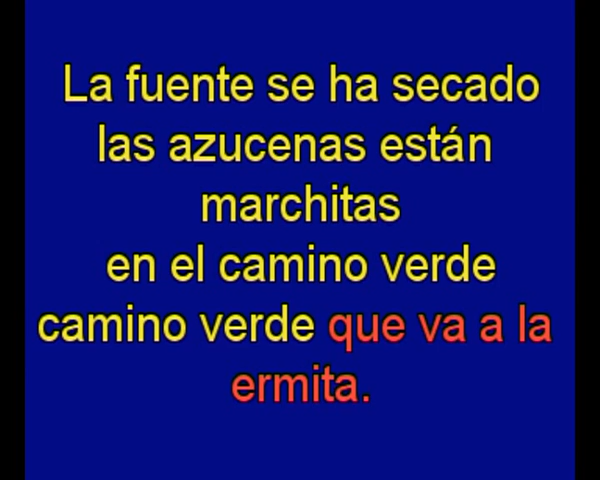 La fuente se ha secado
las azucenas están
marchitas
en el camino verde
camino verde que va a la
ermita.